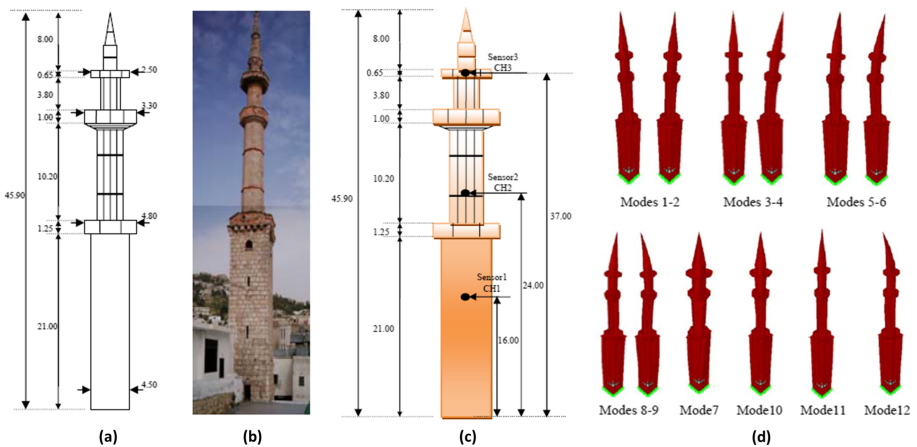 8.00
0.65
3.80
1.00
10.20
45.90
1.25
21.00
2.50
3.30
4.80
4.50
(a)
(b)
8.00
0.65
3.80
1.00
10.20
45.90
1.25
21.00
Sensor3
CH3
Sensor2
CH2
Sensor1
CH1
37.00
24.00
16.00
(c)
Modes 1-2
Modes 3-4
Modes 5-6
Modes 8-9
Mode7
Mode10
Mode11
Mode12
(d)